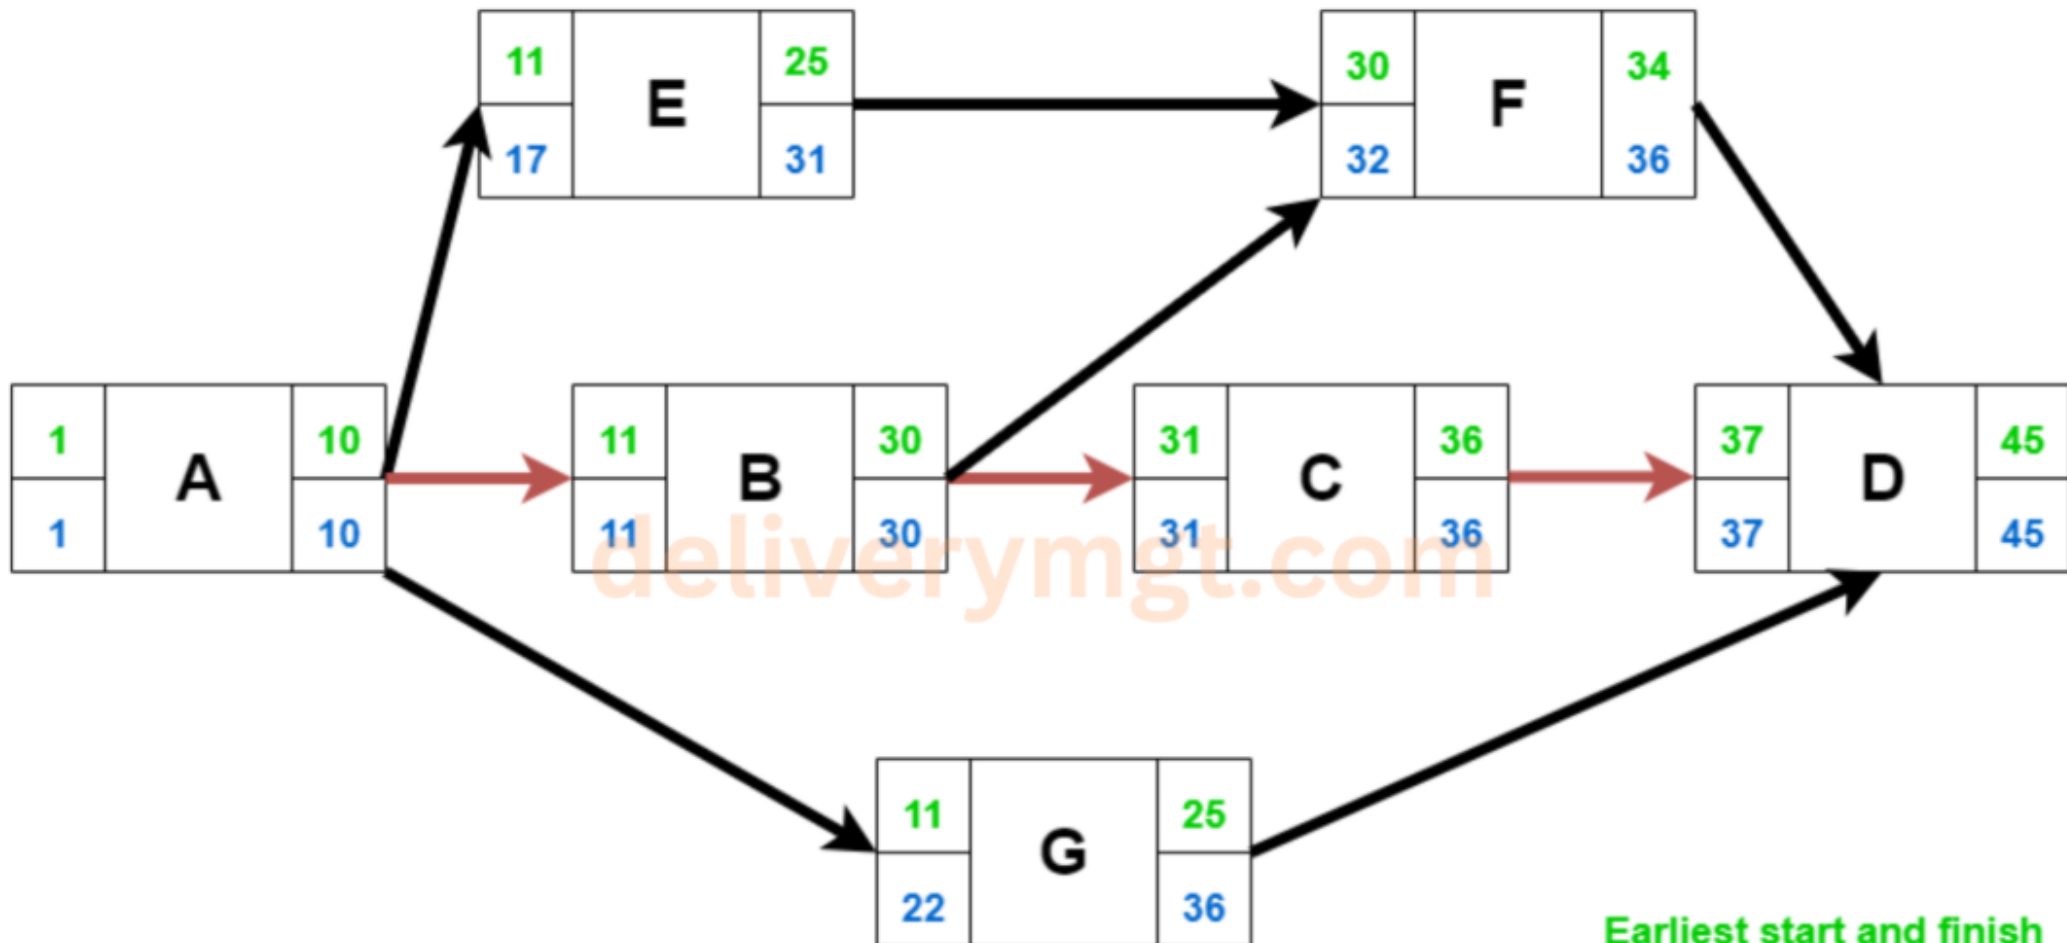 11 E 25
17 31
30 F 34
32 36
1 A 10
1 10
11 B 30
11 30
31 C 36
31 36
37 D 45
37 45
deliverymgt.com
11 G 25
22 36
Earliest start and finish